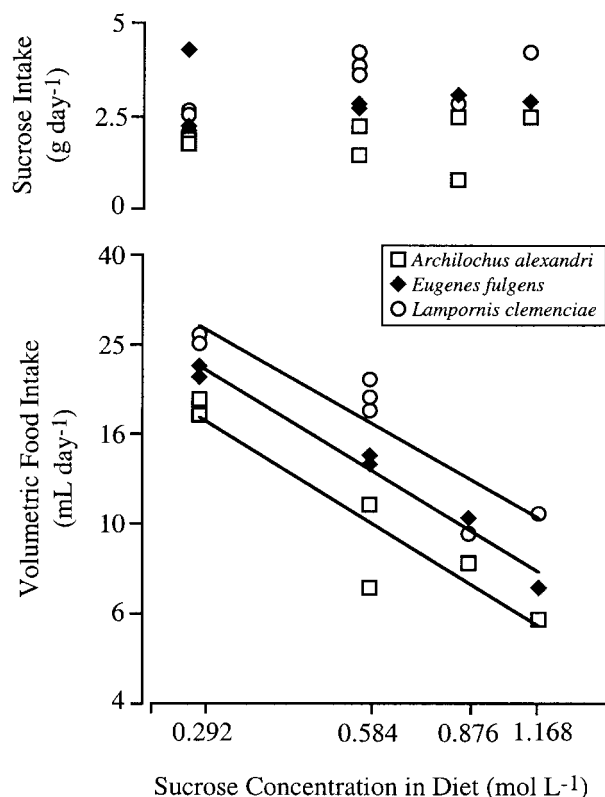 Sucrose Intake
(g day-1)
5
2.5
0
Archilochus alexandri
Eugenes fulgens
Lampornis clemenciae
Volumetric Food Intake
(mL day-1)
40
25
16
10
6
4
0.292 0.584 0.876 1.168
Sucrose Concentration in Diet (mol L-1)